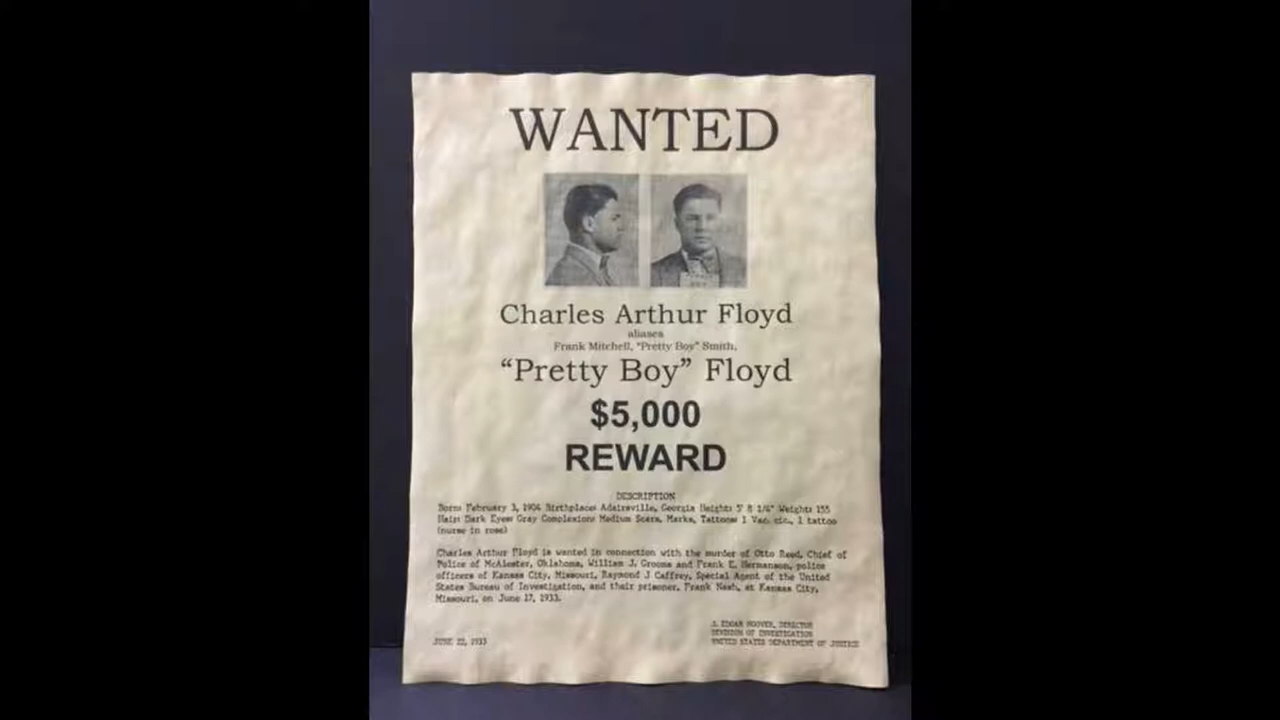 WANTED
Charles Arthur Floyd
aliases
Frank Mitchell, "Pretty Boy" Smith,
"Pretty Boy" Floyd
$5,000
REWARD
DESCRIPTION
Born: February 3, 1904 Birthplace: Adairsville, Georgia Height: 5' 8 1/4" Weight: 155
Hair: Dark Eyes: Gray Complexion: Medium Scars, Marks, Tattoos: 1 Vac. cic., 1 tattoo
(nurse in rose)
Charles Arthur Floyd is wanted in connection with the murder of Otto Reed, Chief of
Police of McAlester, Oklahoma, William J. Grooms and Frank E. Hermanson, police
officers of Kansas City, Missouri, Raymond J Caffrey, Special Agent of the United
States Bureau of Investigation, and their prisoner, Frank Nash, at Kansas City,
Missouri, on June 17, 1933.
J. EDGAR HOOVER, DIRECTOR
DIVISION OF INVESTIGATION
JUNE 22, 1933
UNITED STATES DEPARTMENT OF JUSTICE